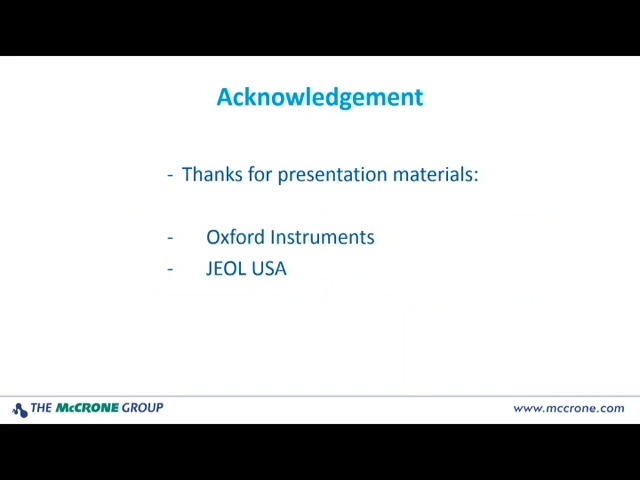 Acknowledgement
- Thanks for presentation materials:
- Oxford Instruments
- JEOL USA
THE McCRONE GROUP
www.mccrone.com